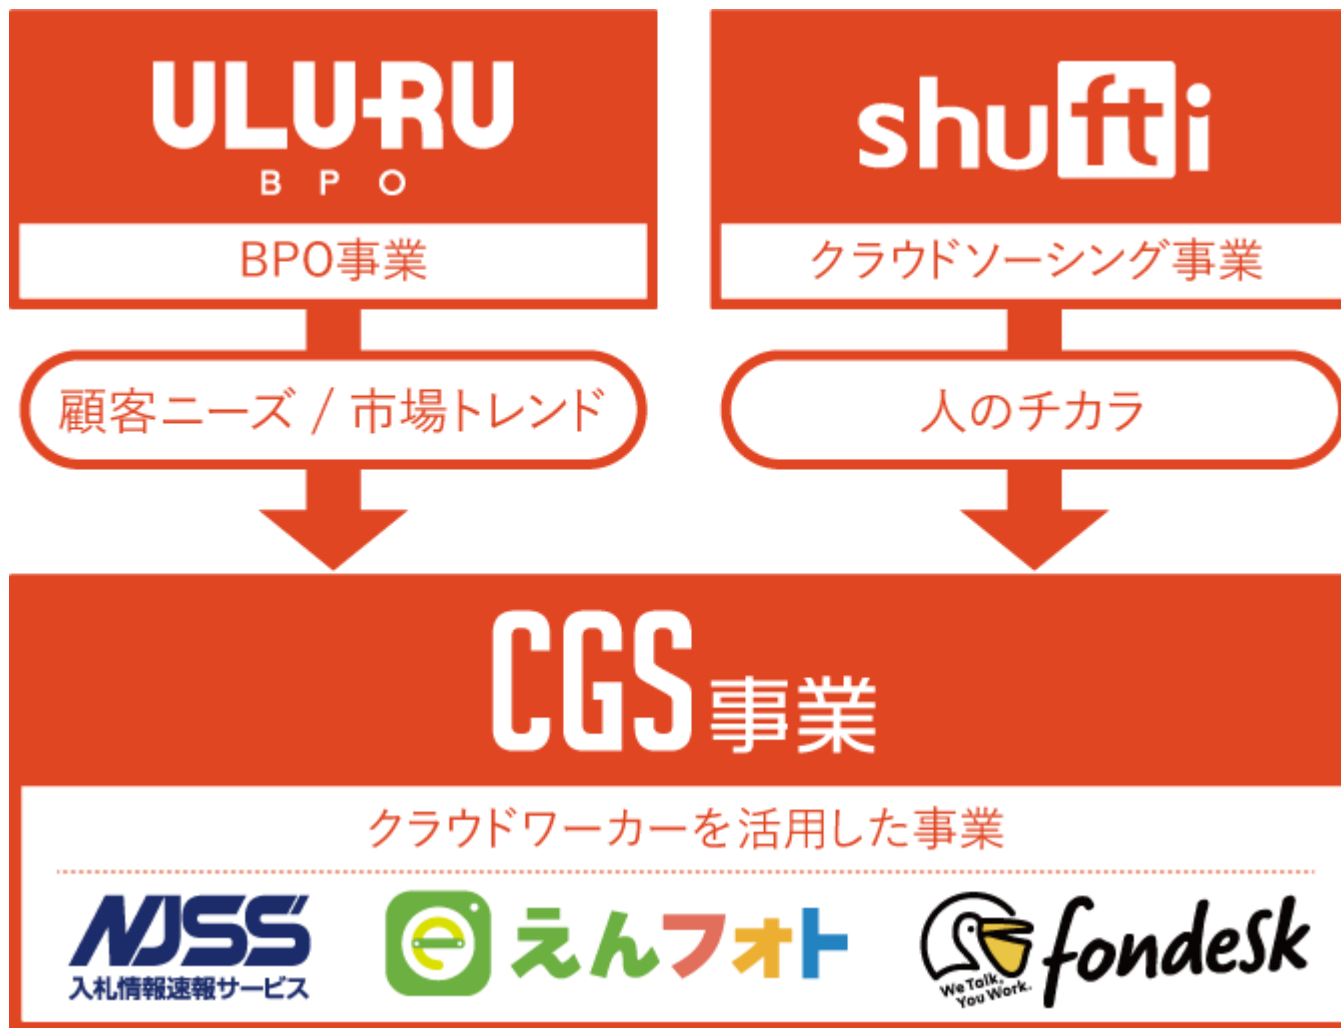 ULURU
BPO
BPO事業
顧客ニーズ / 市場トレンド
shufti
クラウドソーシング事業
人のチカラ
CGS事業
クラウドワーカーを活用した事業
NJSS
入札情報速報サービス
e えんフォト
fondesk
We Talk,
You Work.